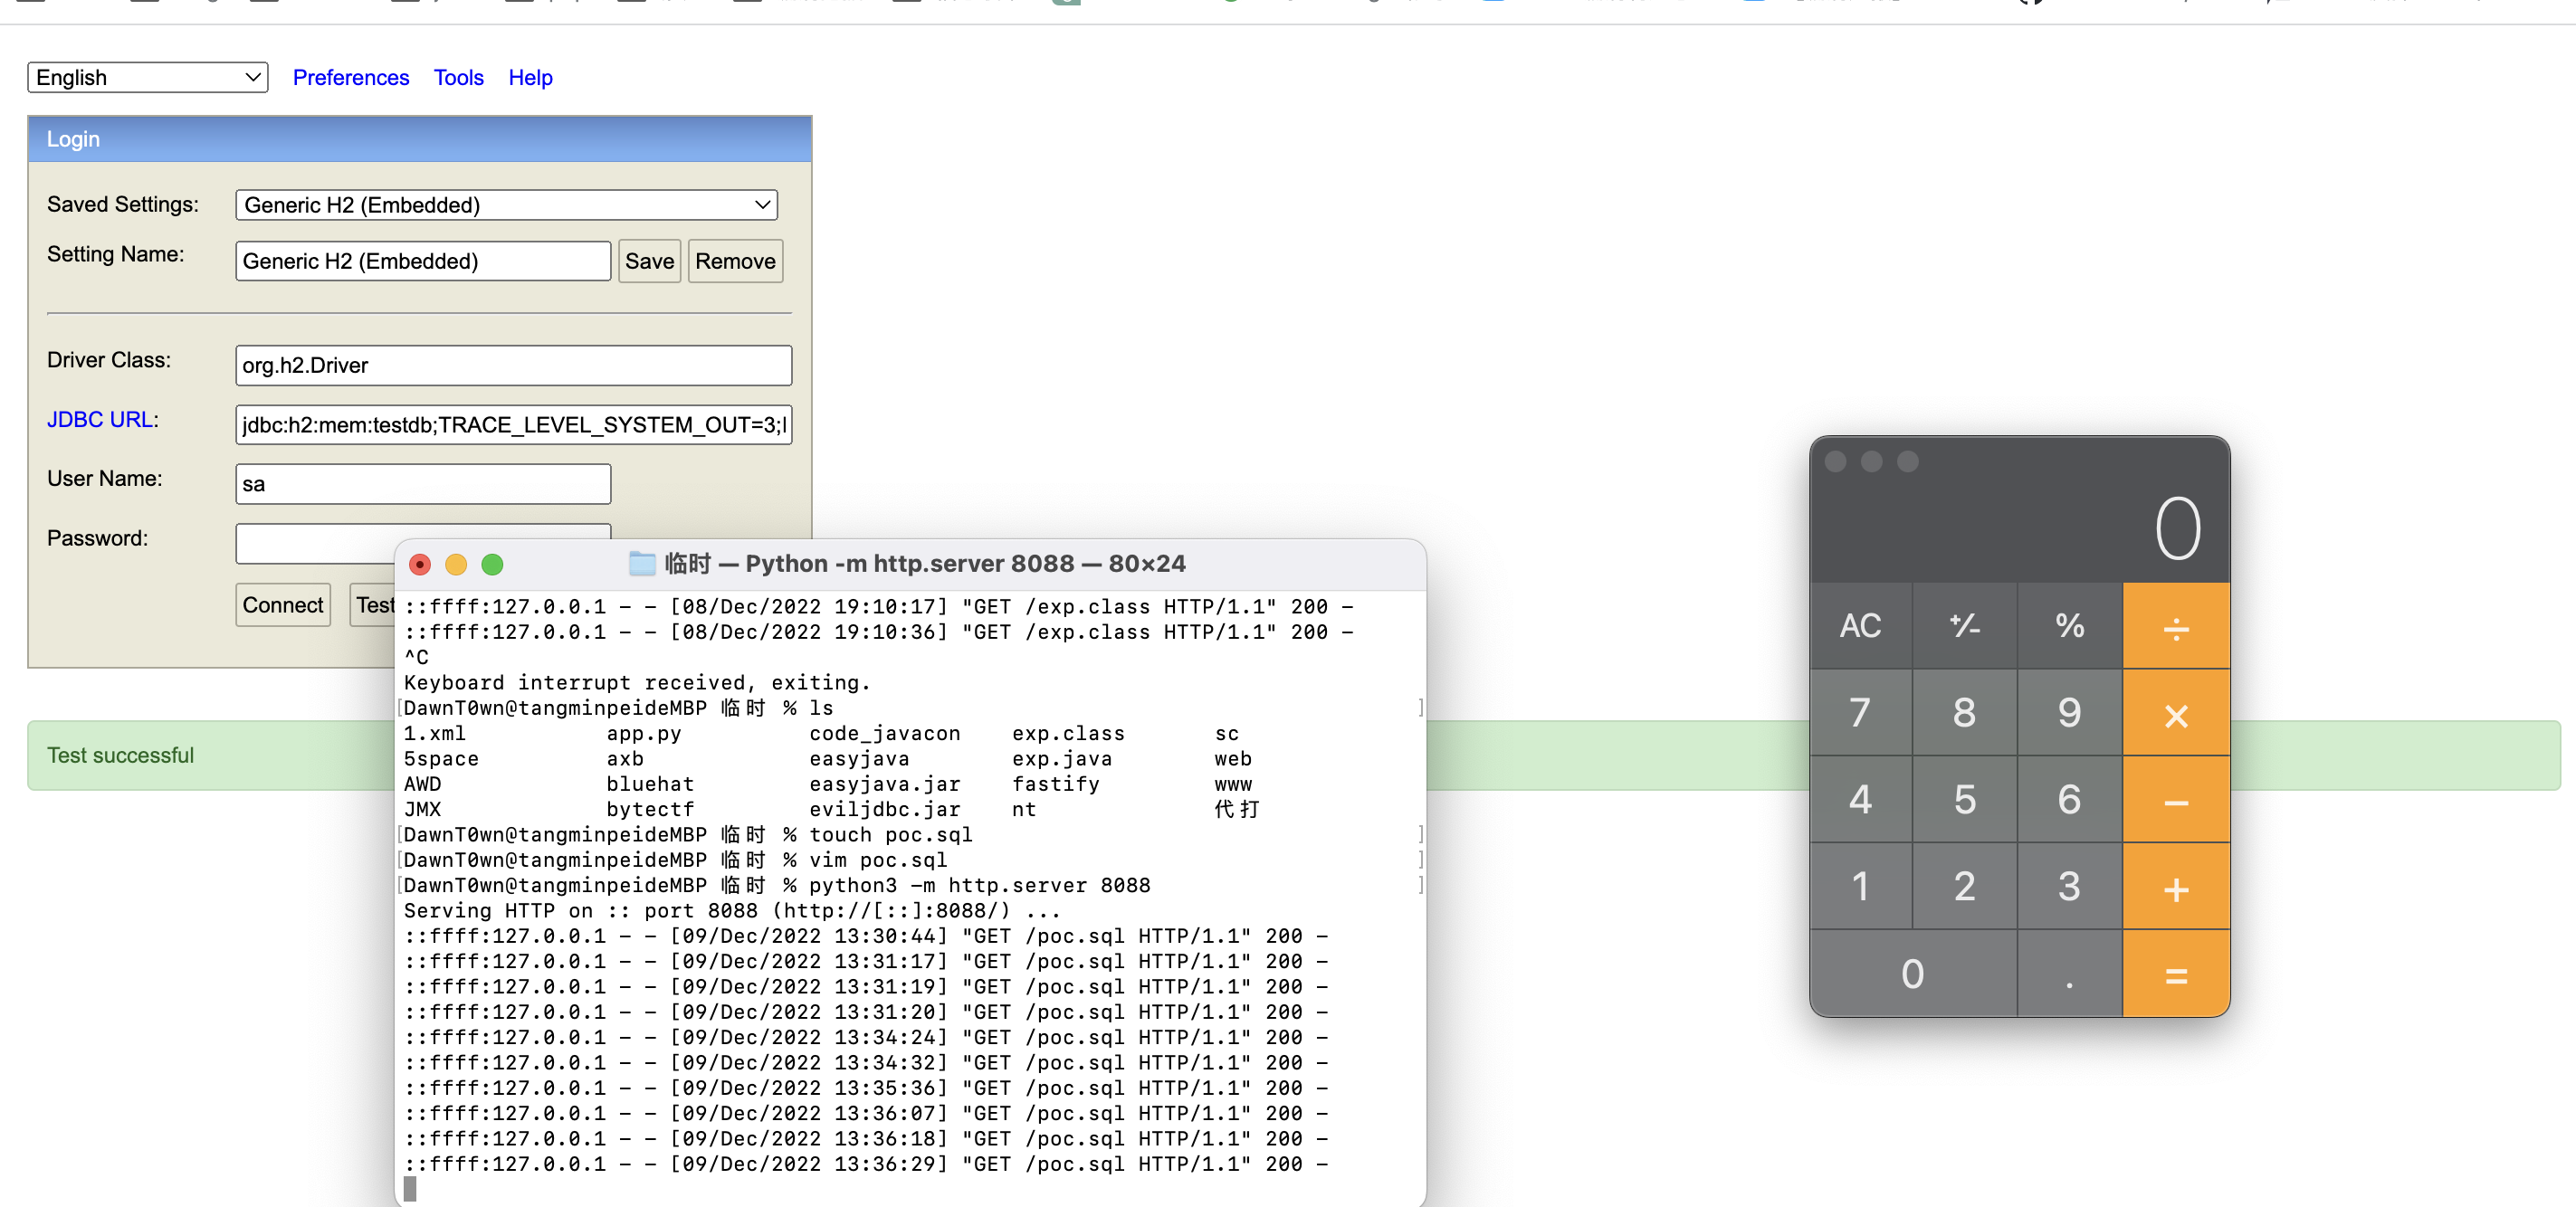 English Preferences Tools Help
Login
Saved Settings: Generic H2 (Embedded)
Setting Name: Generic H2 (Embedded) Save Remove
Driver Class: org.h2.Driver
JDBC URL: jdbc:h2:mem:testdb;TRACE_LEVEL_SYSTEM_OUT=3;
User Name: sa
Password:
Connect Test
Test successful
临时 — Python -m http.server 8088 — 80×24
::ffff:127.0.0.1 - - [08/Dec/2022 19:10:17] "GET /exp.class HTTP/1.1" 200 -
::ffff:127.0.0.1 - - [08/Dec/2022 19:10:36] "GET /exp.class HTTP/1.1" 200 -
^C
Keyboard interrupt received, exiting.
[DawnT0wn@tangminpeideMBP 临时 % ls ]
1.xml app.py code_javacon exp.class sc
5space axb easyjava exp.java web
AWD bluehat easyjava.jar fastify www
JMX bytectf eviljdbc.jar nt 代打
[DawnT0wn@tangminpeideMBP 临时 % touch poc.sql ]
[DawnT0wn@tangminpeideMBP 临时 % vim poc.sql ]
[DawnT0wn@tangminpeideMBP 临时 % python3 -m http.server 8088 ]
Serving HTTP on :: port 8088 (http://[::]:8088/) ...
::ffff:127.0.0.1 - - [09/Dec/2022 13:30:44] "GET /poc.sql HTTP/1.1" 200 -
::ffff:127.0.0.1 - - [09/Dec/2022 13:31:17] "GET /poc.sql HTTP/1.1" 200 -
::ffff:127.0.0.1 - - [09/Dec/2022 13:31:19] "GET /poc.sql HTTP/1.1" 200 -
::ffff:127.0.0.1 - - [09/Dec/2022 13:31:20] "GET /poc.sql HTTP/1.1" 200 -
::ffff:127.0.0.1 - - [09/Dec/2022 13:34:24] "GET /poc.sql HTTP/1.1" 200 -
::ffff:127.0.0.1 - - [09/Dec/2022 13:34:32] "GET /poc.sql HTTP/1.1" 200 -
::ffff:127.0.0.1 - - [09/Dec/2022 13:35:36] "GET /poc.sql HTTP/1.1" 200 -
::ffff:127.0.0.1 - - [09/Dec/2022 13:36:07] "GET /poc.sql HTTP/1.1" 200 -
::ffff:127.0.0.1 - - [09/Dec/2022 13:36:18] "GET /poc.sql HTTP/1.1" 200 -
::ffff:127.0.0.1 - - [09/Dec/2022 13:36:29] "GET /poc.sql HTTP/1.1" 200 -
0
AC +/- % ÷
7 8 9 ×
4 5 6 −
1 2 3 +
0 . =